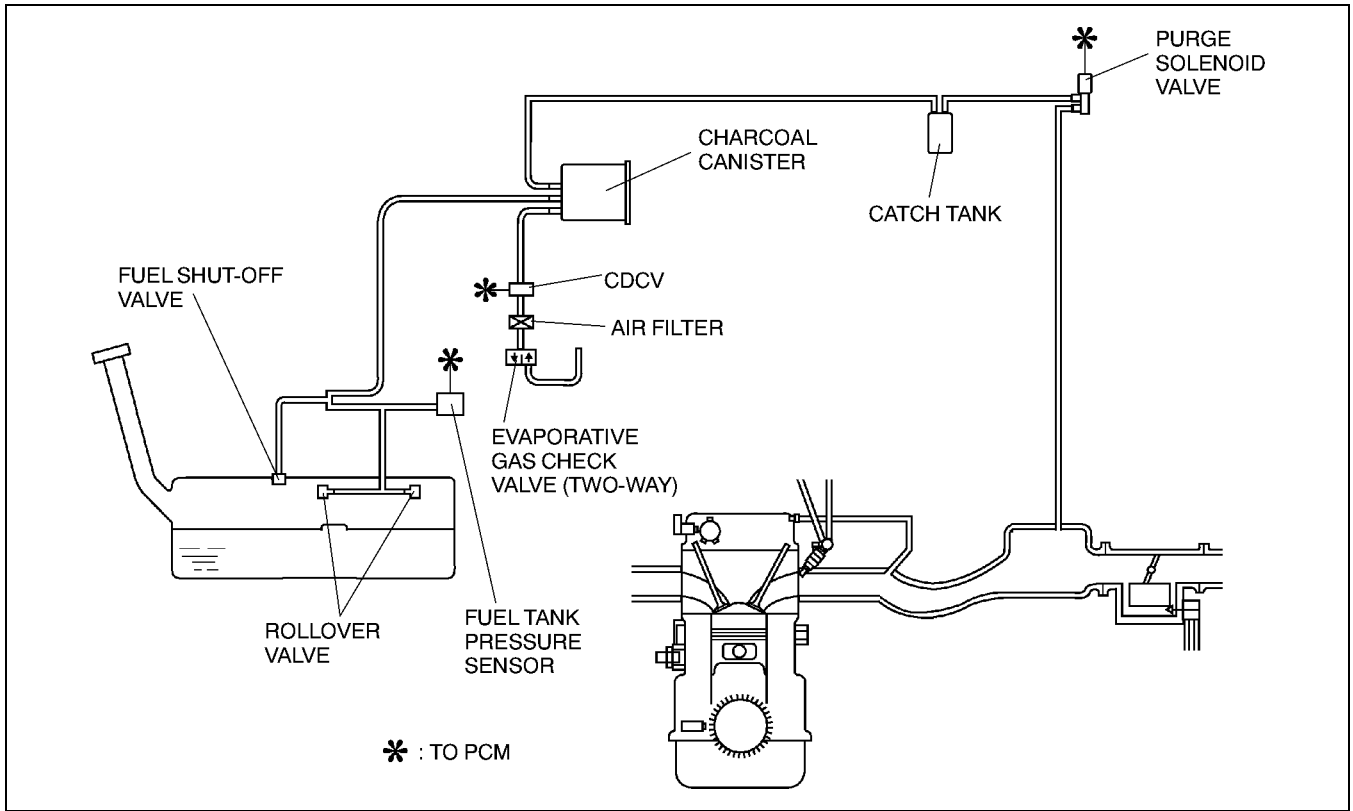 PURGE
SOLENOID
VALVE
CHARCOAL
CANISTER
CATCH TANK
FUEL SHUT-OFF
VALVE
CDCV
AIR FILTER
EVAPORATIVE
GAS CHECK
VALVE (TWO-WAY)
ROLLOVER
VALVE
FUEL TANK
PRESSURE
SENSOR
* : TO PCM